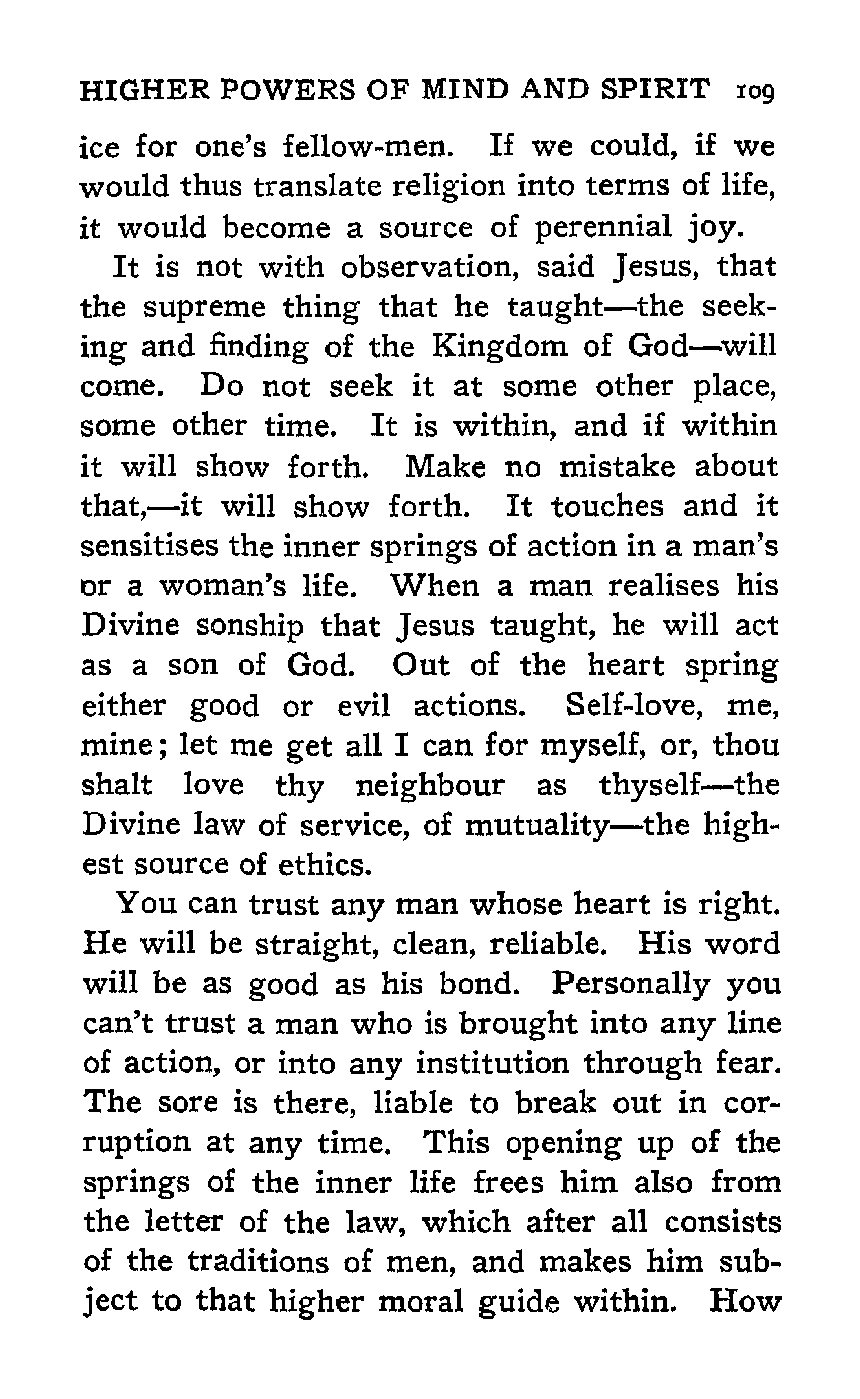 HIGHER POWERS OF MIND AND SPIRIT 109
ice for one's fellow-men. If we could, if we
would thus translate religion into terms of life,
it would become a source of perennial joy.
It is not with observation, said Jesus, that
the supreme thing that he taught—the seek-
ing and finding of the Kingdom of God—will
come. Do not seek it at some other place,
some other time. It is within, and if within
it will show forth. Make no mistake about
that,—it will show forth. It touches and it
sensitises the inner springs of action in a man's
or a woman's life. When a man realises his
Divine sonship that Jesus taught, he will act
as a son of God. Out of the heart spring
either good or evil actions. Self-love, me,
mine; let me get all I can for myself, or, thou
shalt love thy neighbour as thyself—the
Divine law of service, of mutuality—the high-
est source of ethics.
You can trust any man whose heart is right.
He will be straight, clean, reliable. His word
will be as good as his bond. Personally you
can't trust a man who is brought into any line
of action, or into any institution through fear.
The sore is there, liable to break out in cor-
ruption at any time. This opening up of the
springs of the inner life frees him also from
the letter of the law, which after all consists
of the traditions of men, and makes him sub-
ject to that higher moral guide within. How